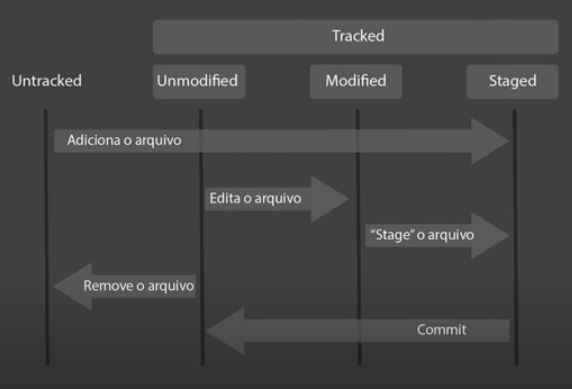 Tracked
Untracked
Unmodified
Modified
Staged
Adiciona o arquivo
Edita o arquivo
"Stage" o arquivo
Remove o arquivo
Commit